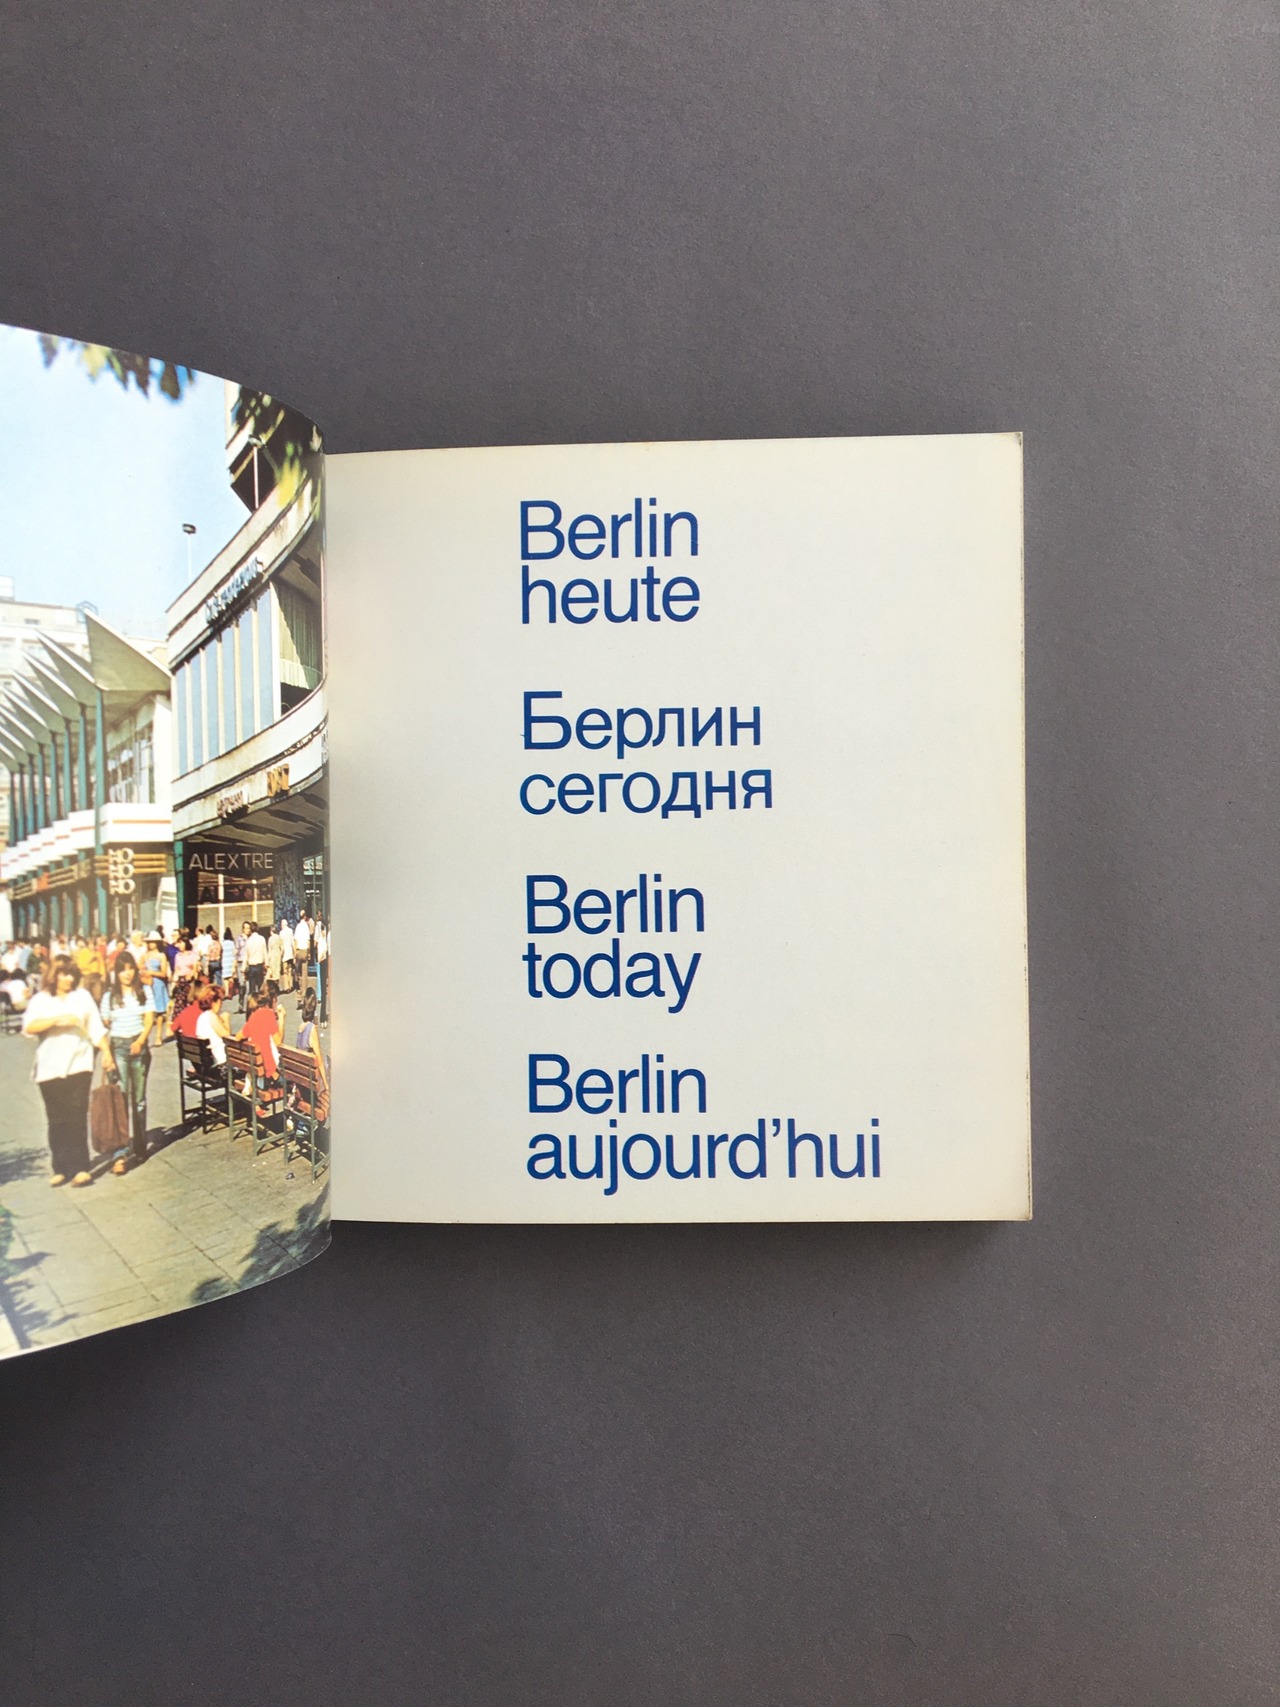 ALEXTRE
Berlin
heute
Берлин
сегодня
Berlin
today
Berlin
aujourd’hui